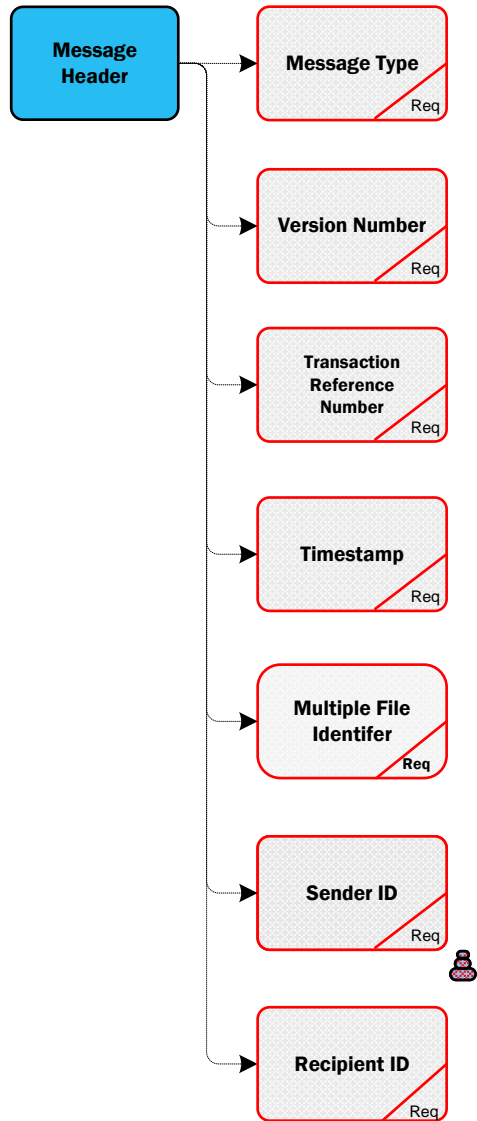 Message
Header
Message Type
Req
Version Number
Req
Transaction
Reference
Number
Req
Timestamp
Req
Multiple File
Identifer
Req
Sender ID
Req
Recipient ID
Req